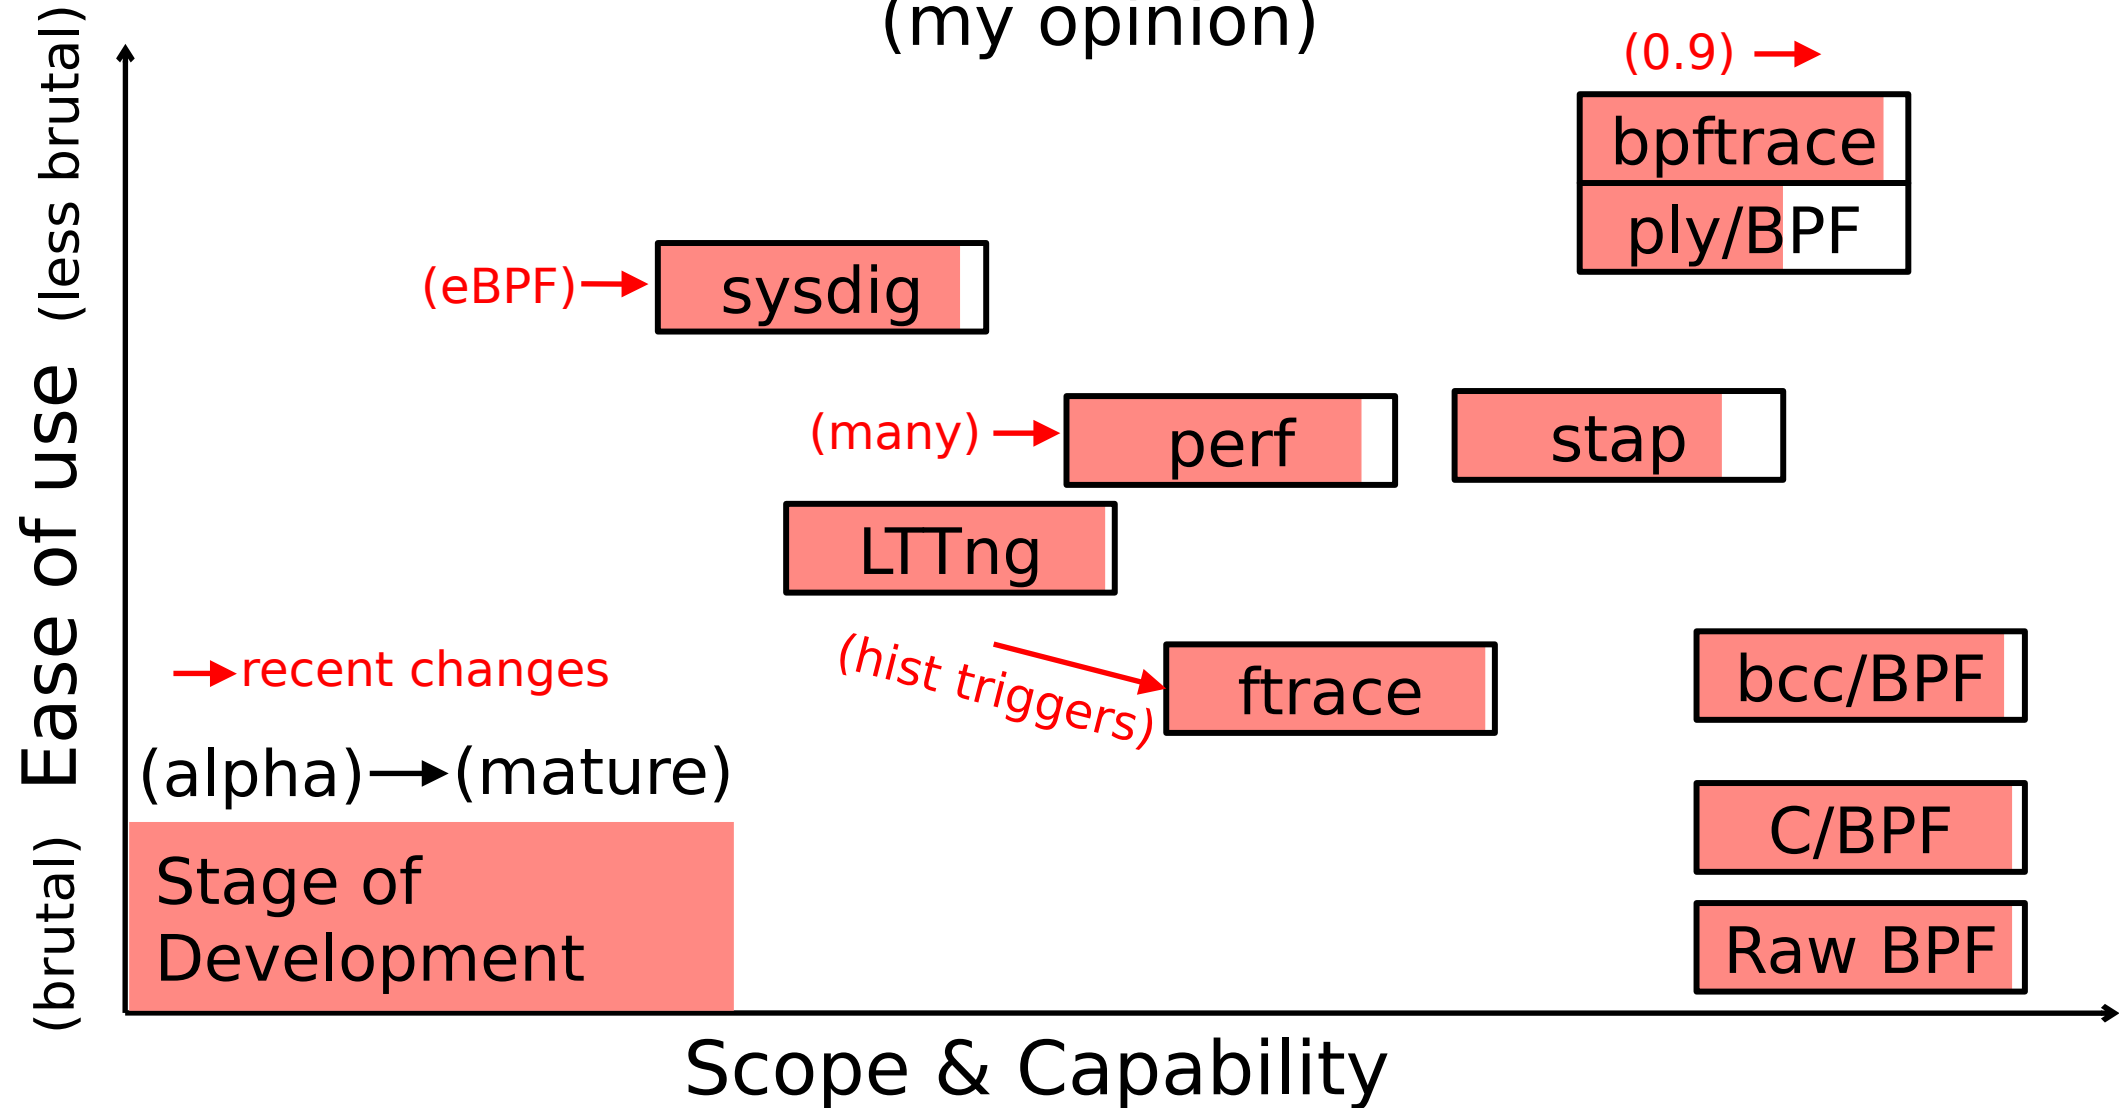 (my opinion)
(0.9)
bpftrace
ply/BPF
(less brutal)
sysdig
(eBPF)
perf
(many)
stap
Ease of use
LTTng
(hist triggers)
ftrace
bcc/BPF
recent changes
(alpha)
(mature)
C/BPF
Stage of
Development
(brutal)
Raw BPF
Scope & Capability